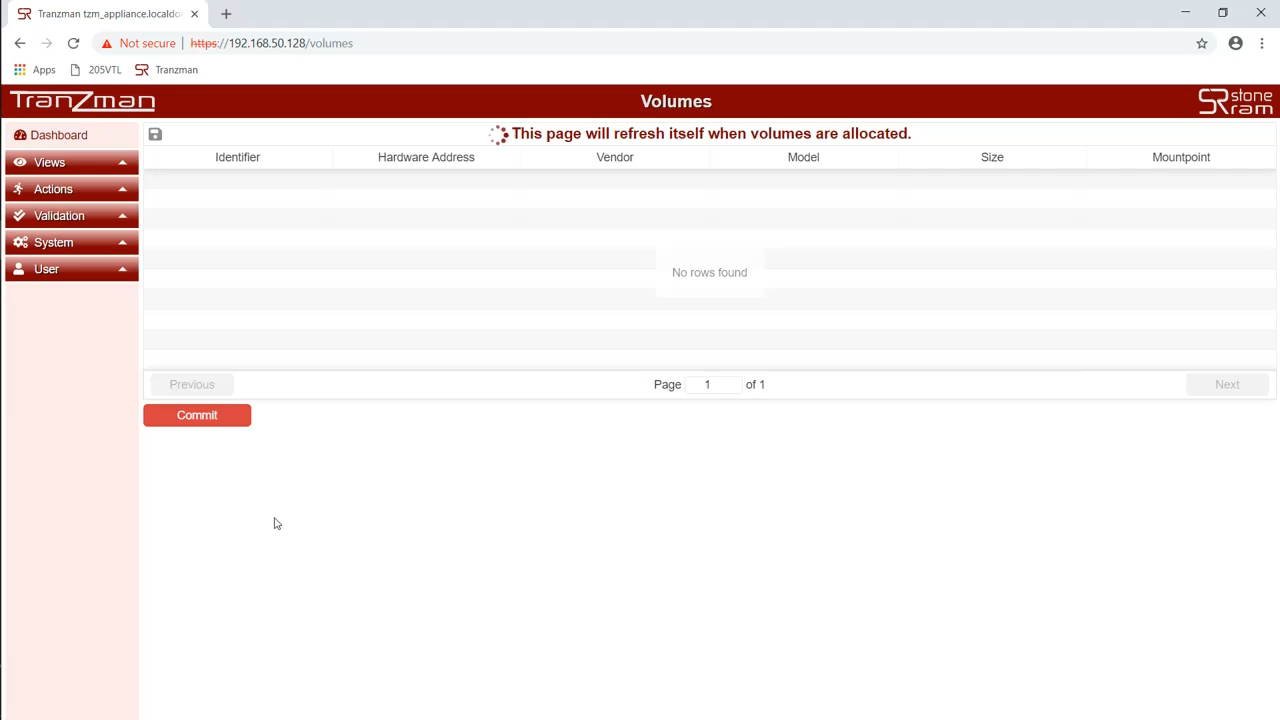 Tranzman tzm_appliance.localdo
Not secure | https://192.168.50.128/volumes
Apps 205VTL Tranzman
TranZman Volumes stone ram
Dashboard This page will refresh itself when volumes are allocated.
Views Identifier Hardware Address Vendor Model Size Mountpoint
Actions
Validation
System
User
No rows found
Previous Page 1 of 1 Next
Commit